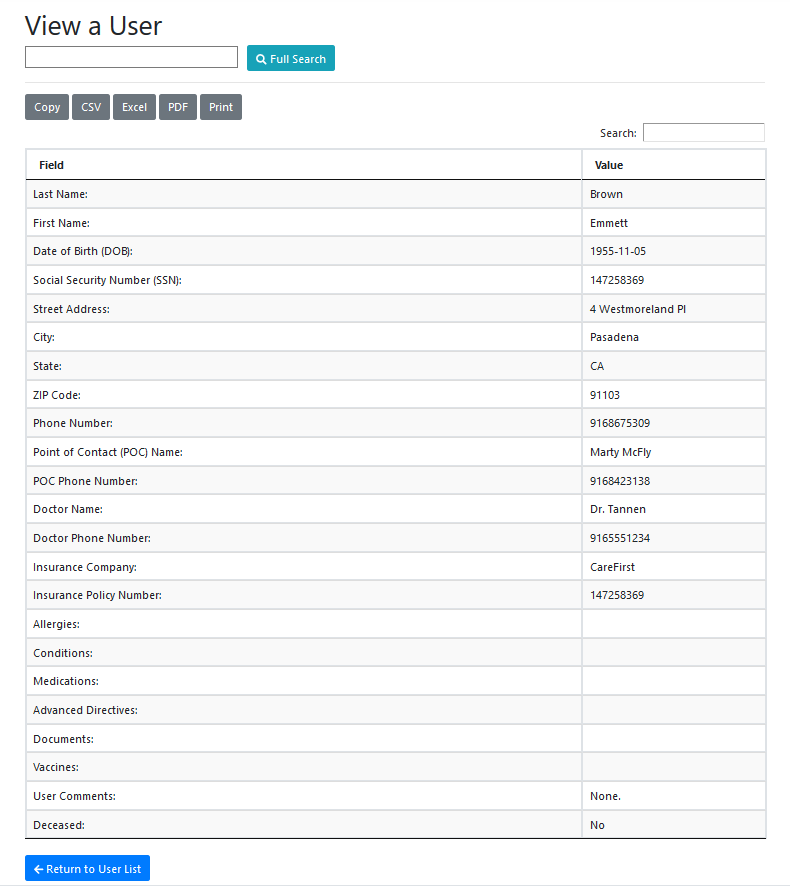 View a User
Full Search
Copy CSV Excel PDF Print
Search:
Field Value
Last Name: Brown
First Name: Emmett
Date of Birth (DOB): 1955-11-05
Social Security Number (SSN): 147258369
Street Address: 4 Westmoreland Pl
City: Pasadena
State: CA
ZIP Code: 91103
Phone Number: 9168675309
Point of Contact (POC) Name: Marty McFly
POC Phone Number: 9168423138
Doctor Name: Dr. Tannen
Doctor Phone Number: 9165551234
Insurance Company: CareFirst
Insurance Policy Number: 147258369
Allergies:
Conditions:
Medications:
Advanced Directives:
Documents:
Vaccines:
User Comments: None.
Deceased: No
Return to User List